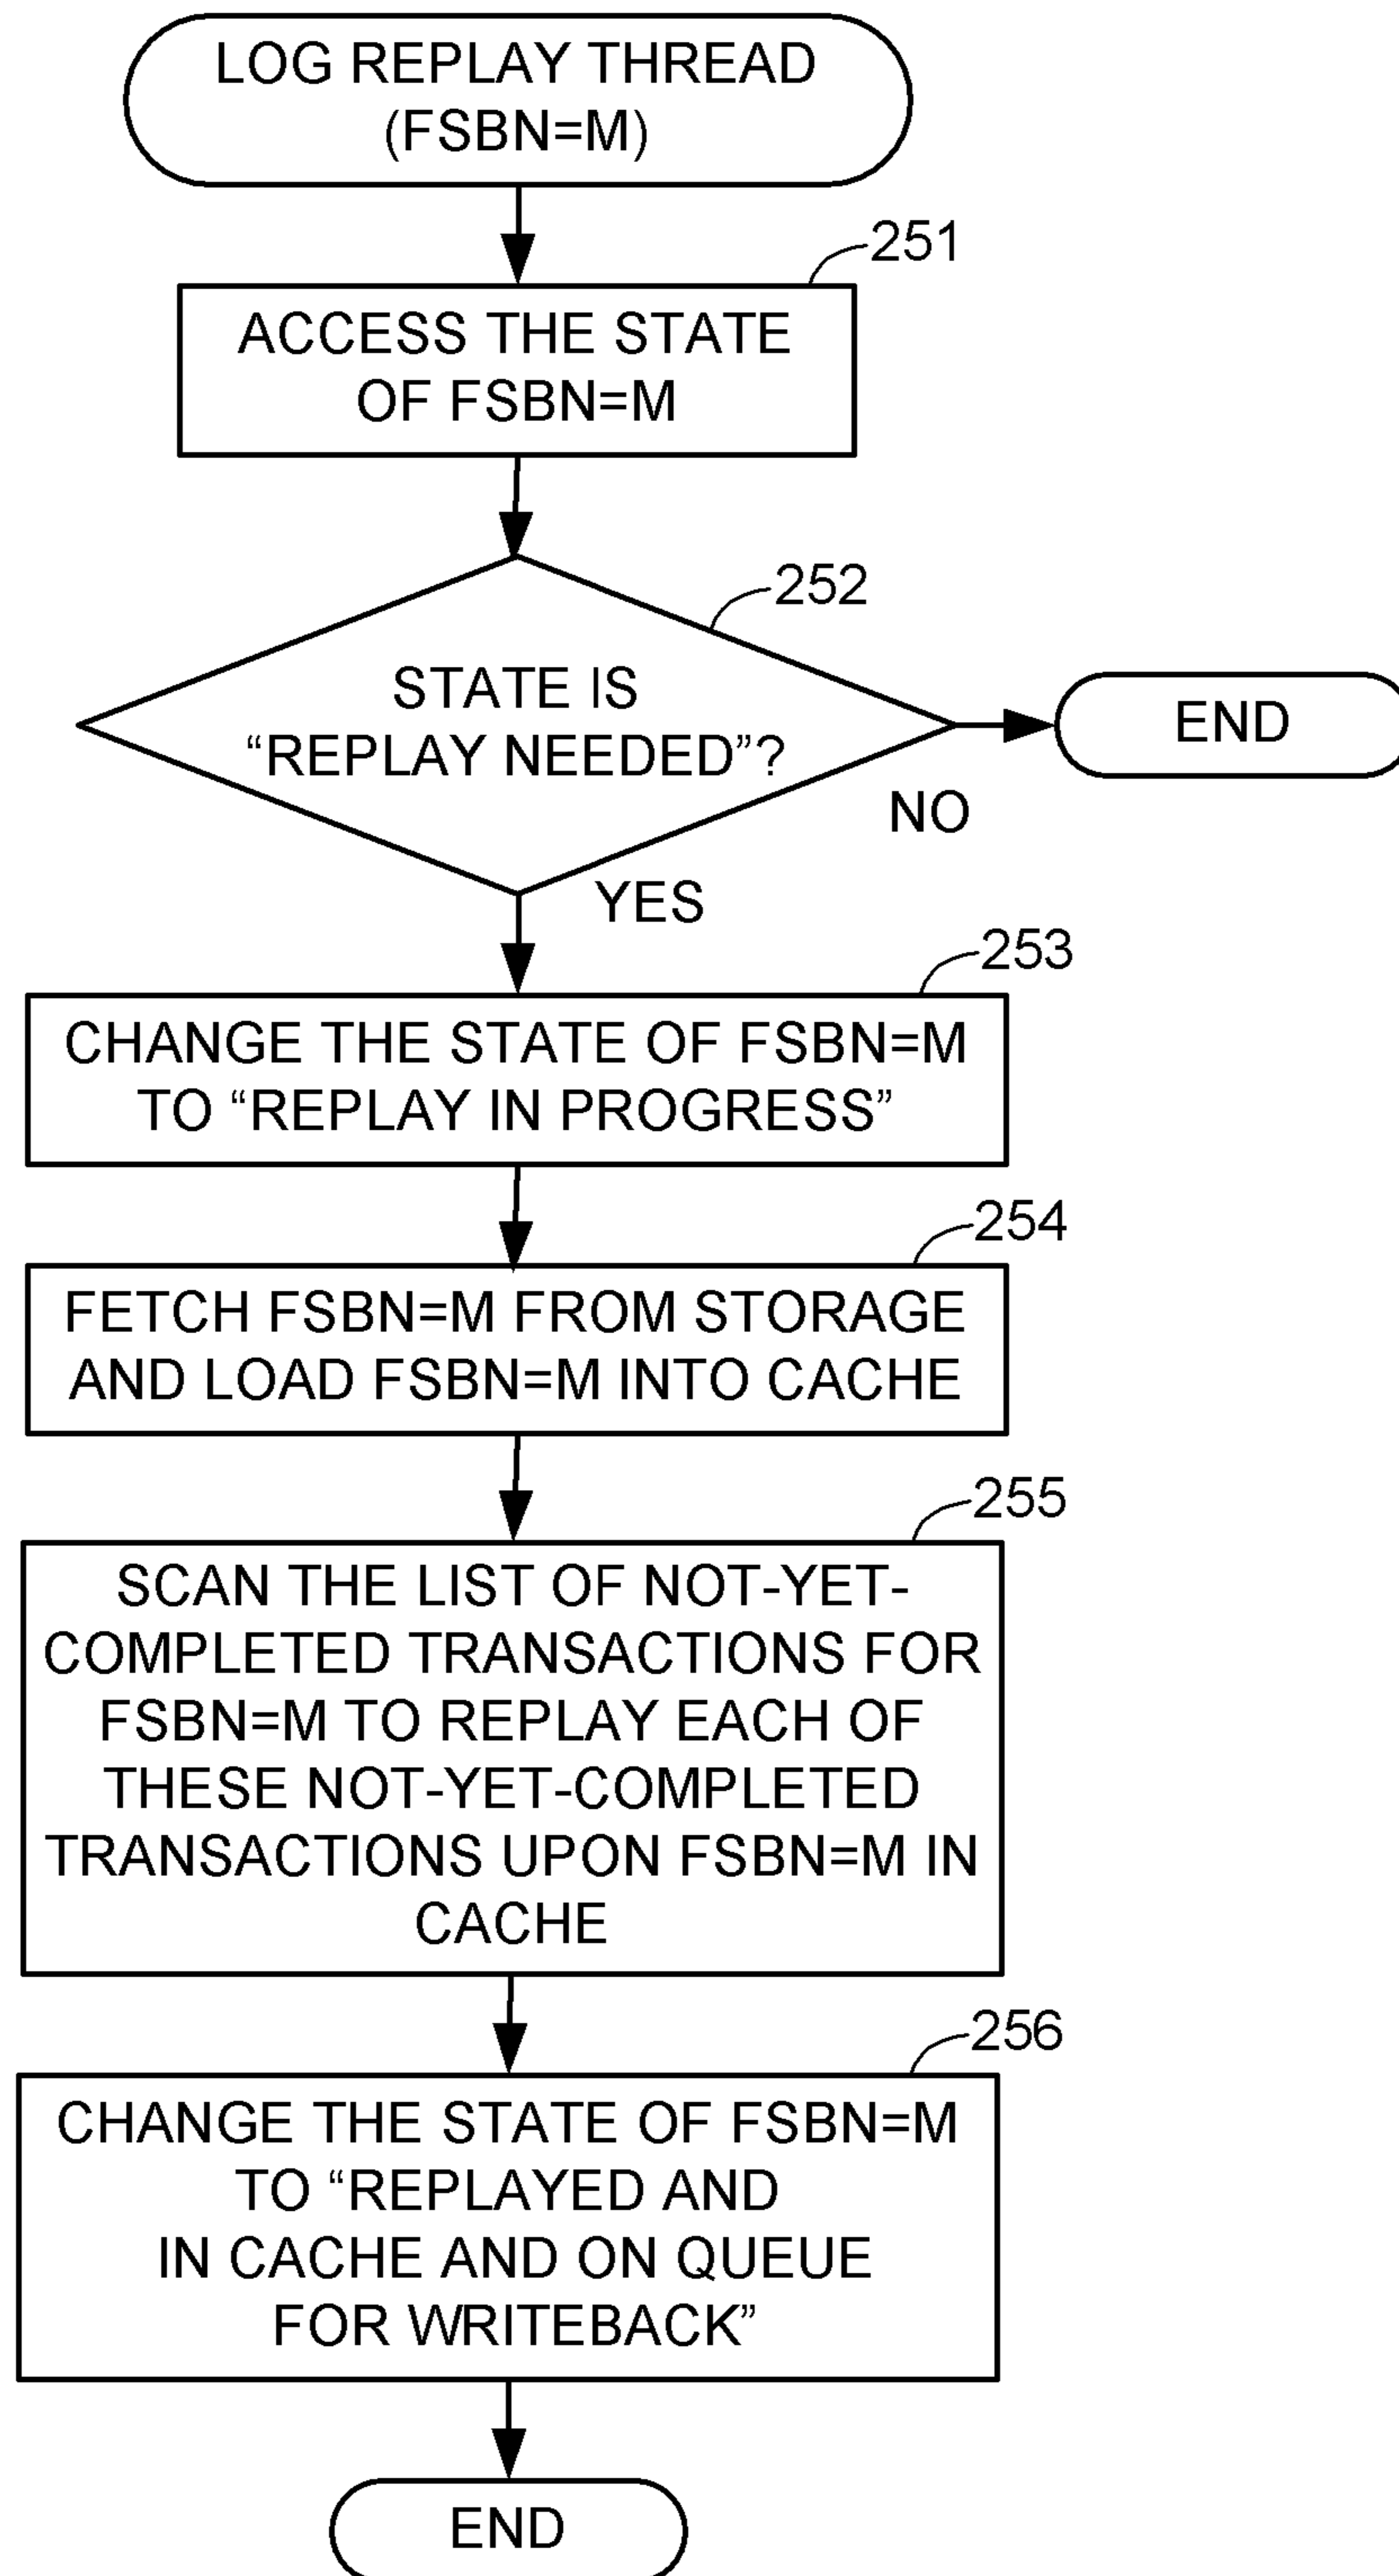 LOG REPLAY THREAD
(FSBN=M)
251
ACCESS THE STATE
OF FSBN=M
252
STATE IS
“REPLAY NEEDED”?
END
NO
YES
253
CHANGE THE STATE OF FSBN=M
TO “REPLAY IN PROGRESS”
254
FETCH FSBN=M FROM STORAGE
AND LOAD FSBN=M INTO CACHE
255
SCAN THE LIST OF NOT-YET-
COMPLETED TRANSACTIONS FOR
FSBN=M TO REPLAY EACH OF
THESE NOT-YET-COMPLETED
TRANSACTIONS UPON FSBN=M IN
CACHE
256
CHANGE THE STATE OF FSBN=M
TO “REPLAYED AND
IN CACHE AND ON QUEUE
FOR WRITEBACK”
END